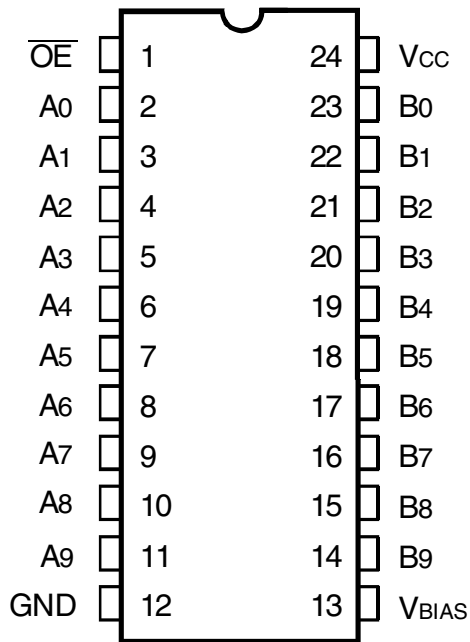 O̅E̅ 1 24 VCC
A0 2 23 B0
A1 3 22 B1
A2 4 21 B2
A3 5 20 B3
A4 6 19 B4
A5 7 18 B5
A6 8 17 B6
A7 9 16 B7
A8 10 15 B8
A9 11 14 B9
GND 12 13 VBIAS